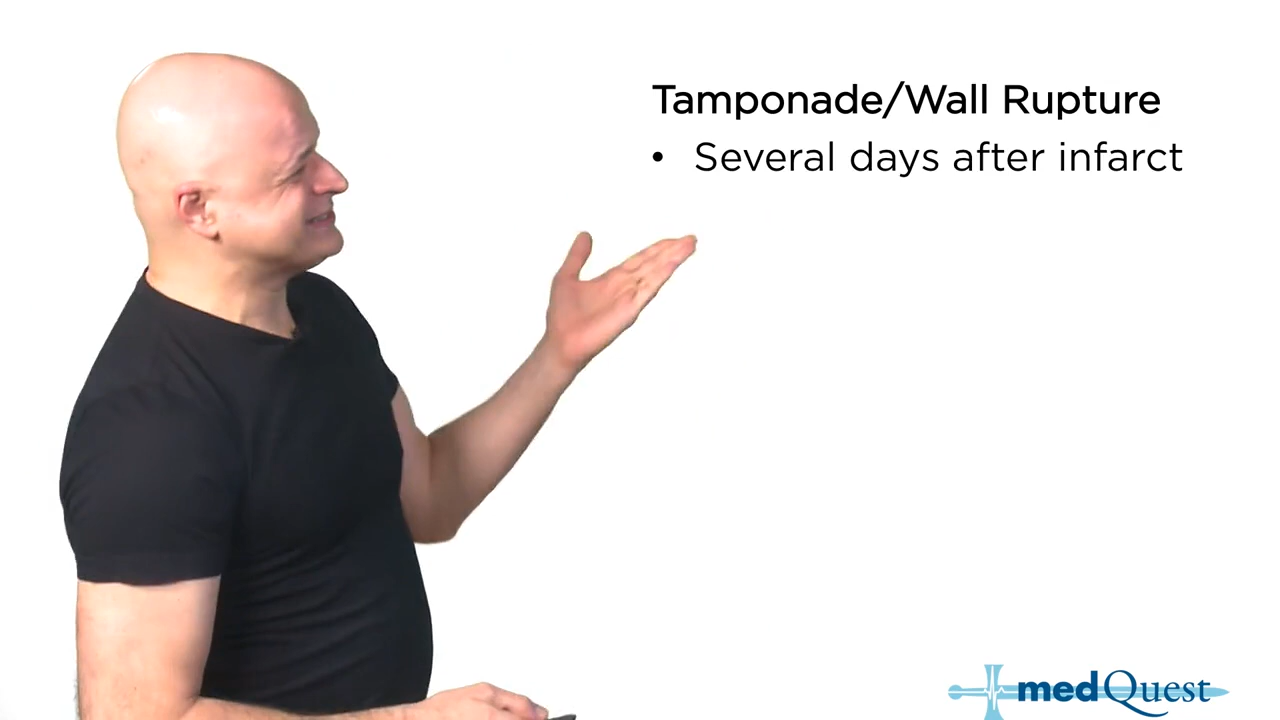 Tamponade/Wall Rupture
• Several days after infarct
medQuest